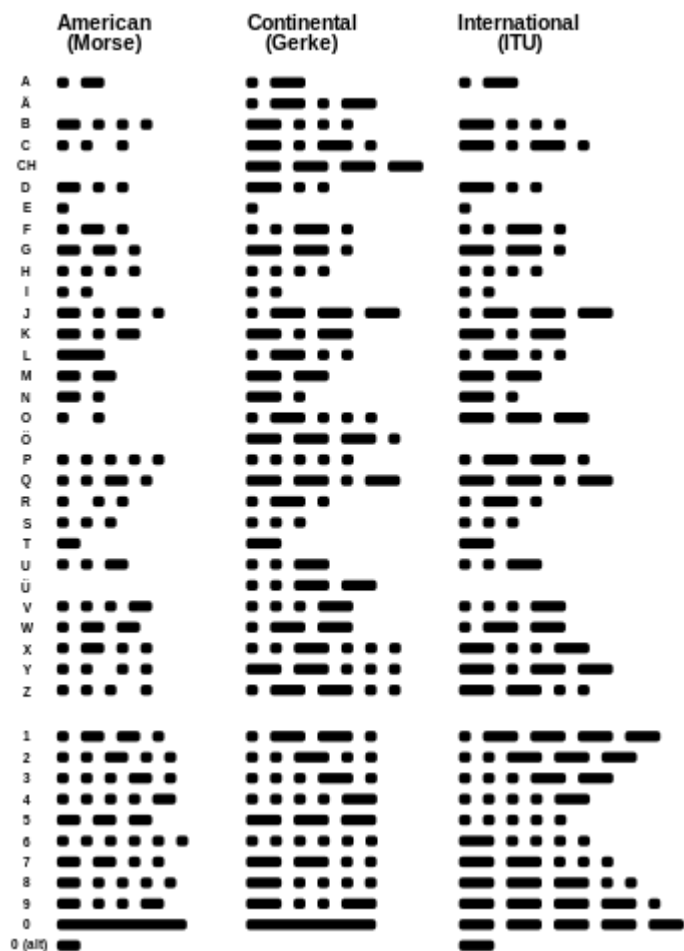 American Continental International
(Morse) (Gerke) (ITU)
A
Ä
B
C
CH
D
E
F
G
H
I
J
K
L
M
N
O
Ö
P
Q
R
S
T
U
Ü
V
W
X
Y
Z
1
2
3
4
5
6
7
8
9
0
0 (alt)